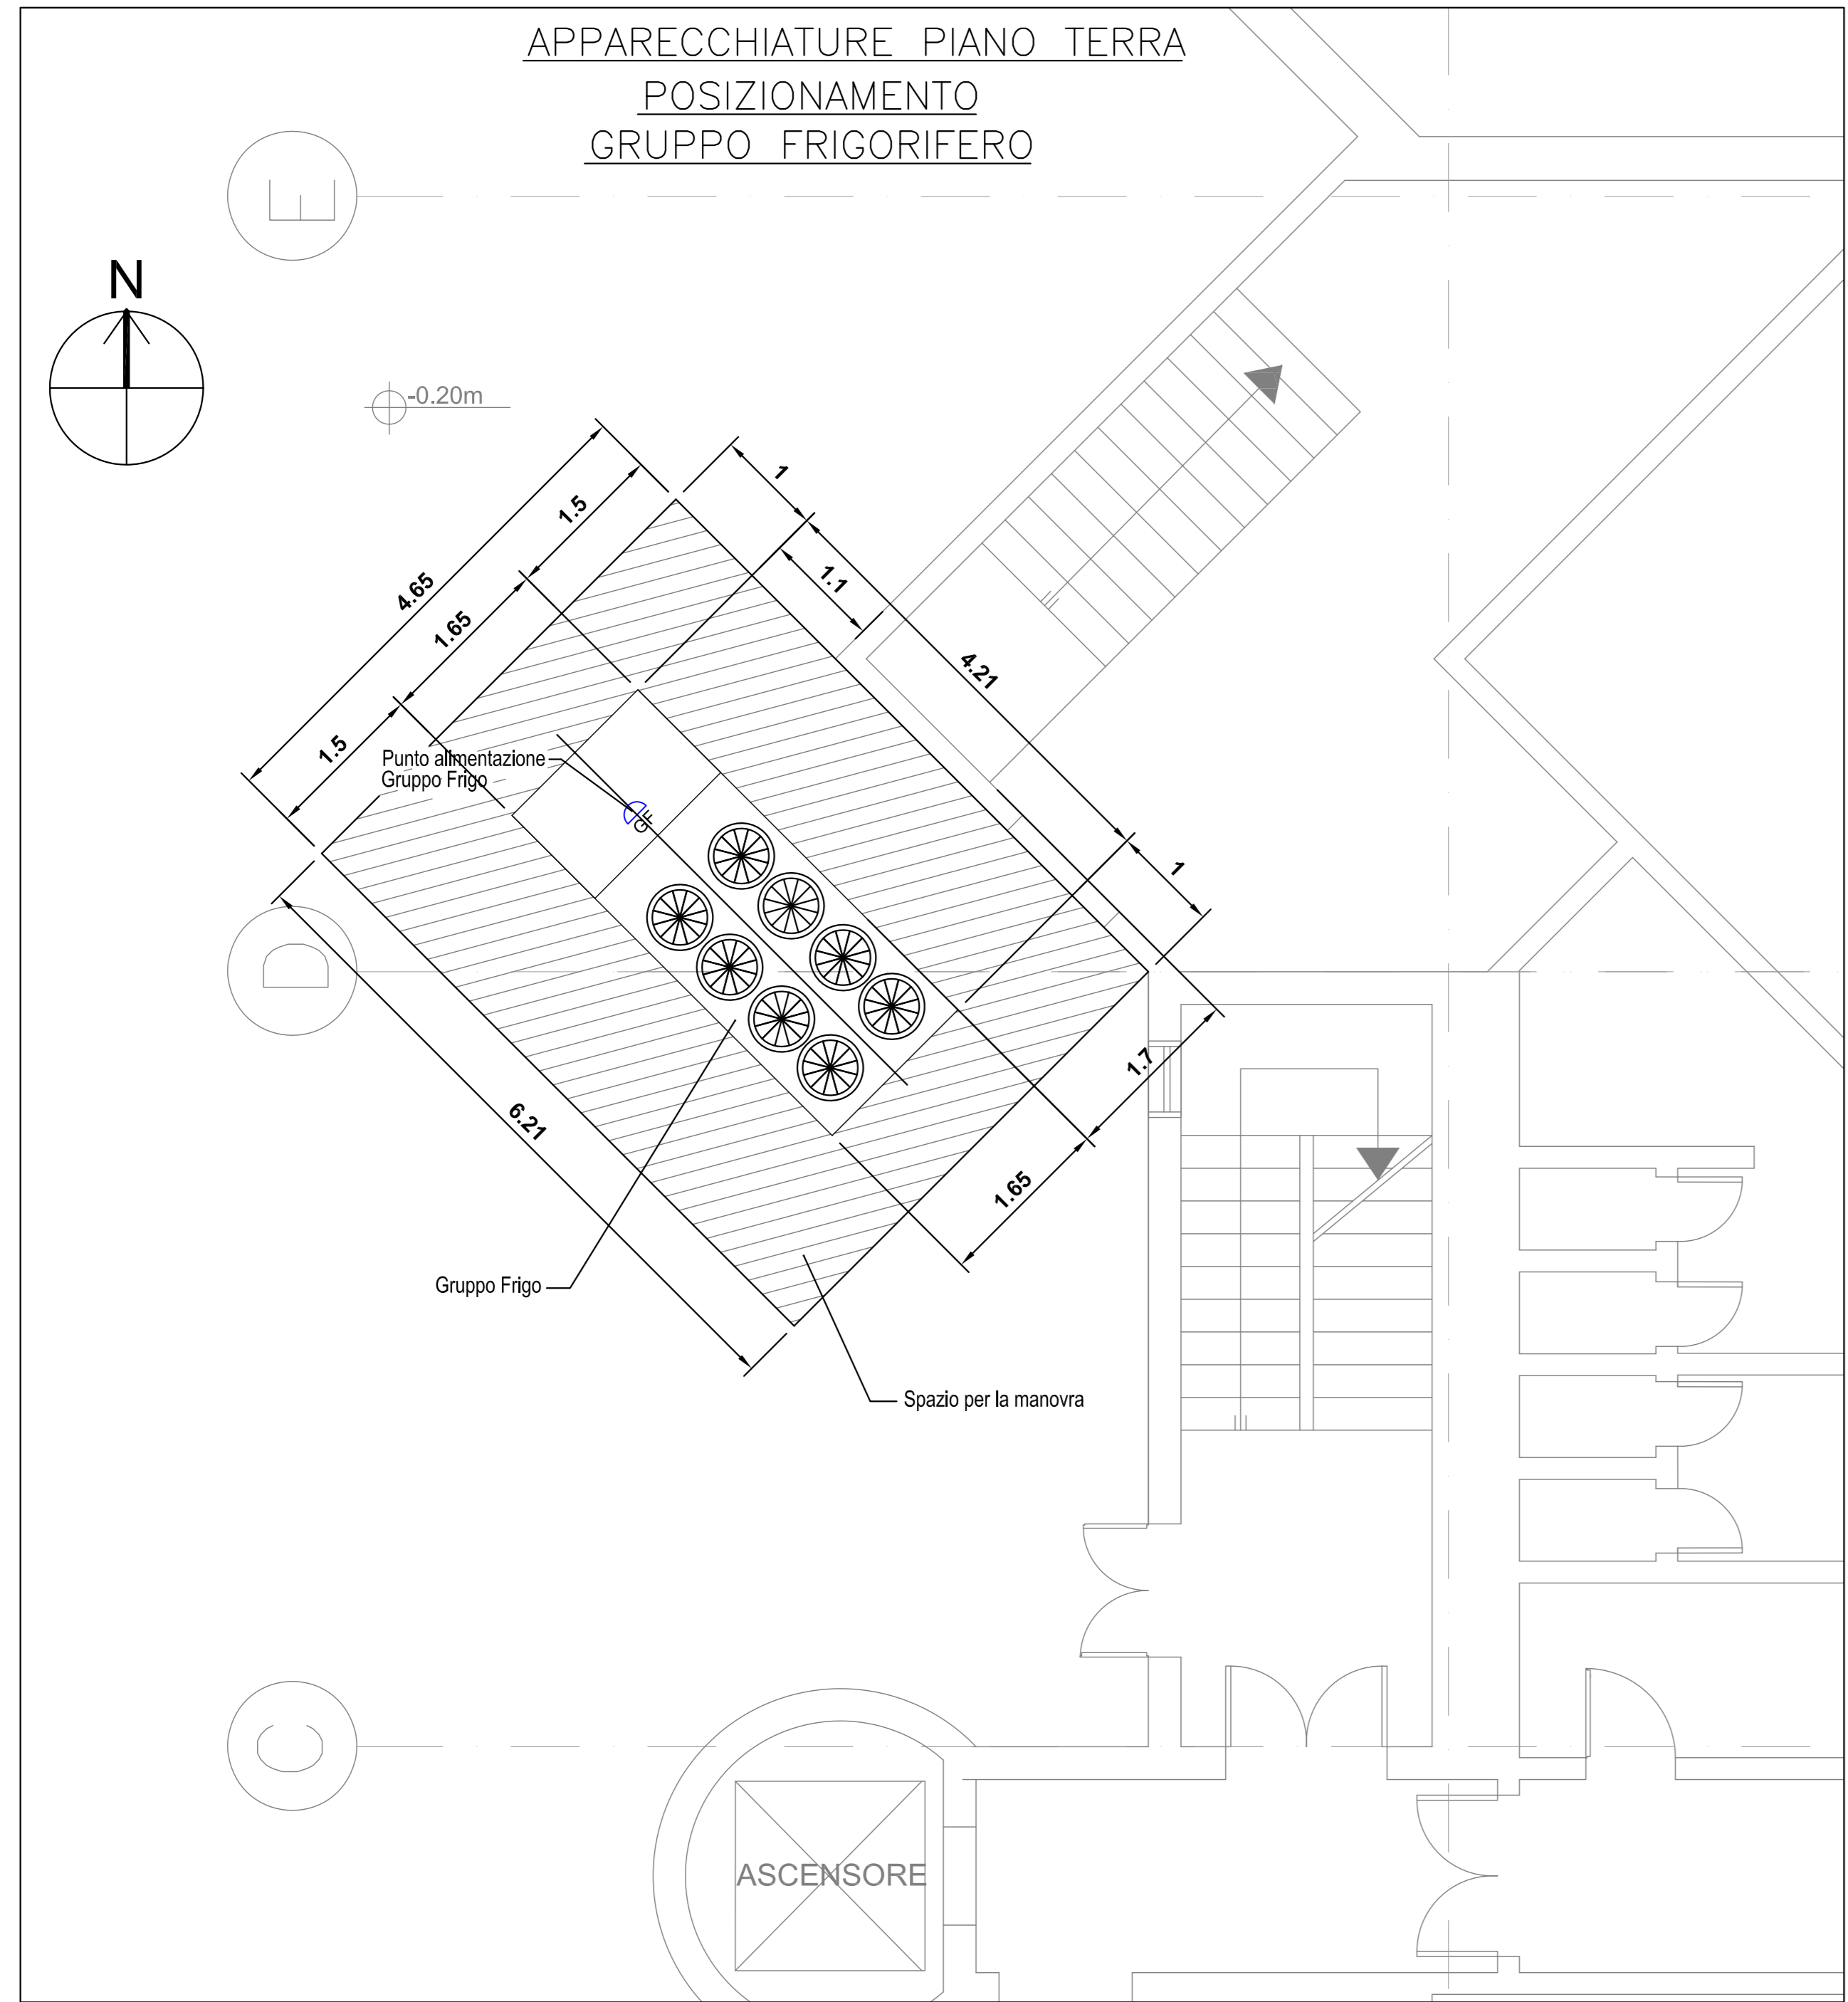 APPARECCHIATURE PIANO TERRA
POSIZIONAMENTO
GRUPPO FRIGORIFERO
E
N
-0.20m
1
1.5
4.65
1.1
1.65
4.21
1.5
Punto alimentazione
Gruppo Frigo
GF
1
D
1.7
6.21
1.65
Gruppo Frigo
Spazio per la manovra
C
ASCENSORE